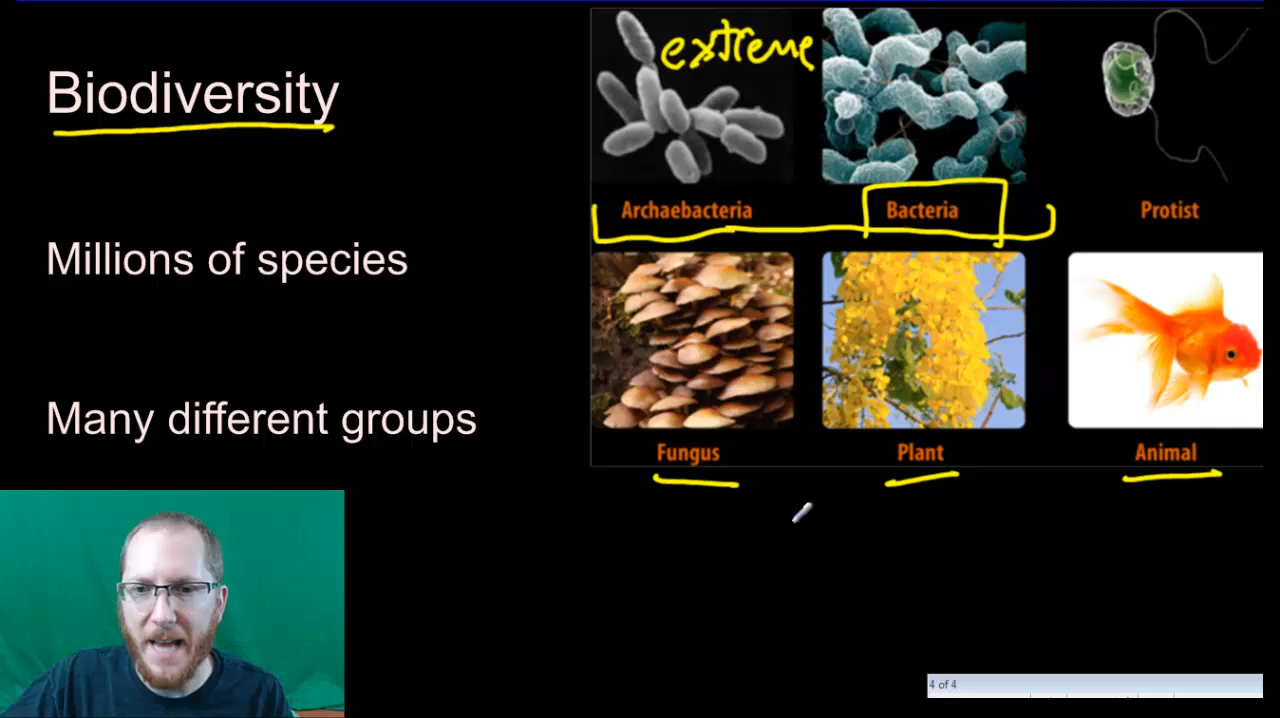 Biodiversity
Millions of species
Many different groups
extreme
Archaebacteria
Bacteria
Protist
Fungus
Plant
Animal
4 of 4